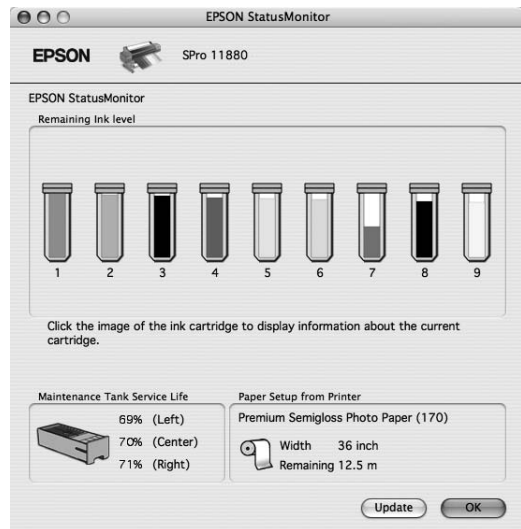 EPSON StatusMonitor
EPSON
SPro 11880
EPSON StatusMonitor
Remaining Ink level
1 2 3 4 5 6 7 8 9
Click the image of the ink cartridge to display information about the current
cartridge.
Maintenance Tank Service Life
69% (Left)
70% (Center)
71% (Right)
Paper Setup from Printer
Premium Semigloss Photo Paper (170)
Width 36 inch
Remaining 12.5 m
Update OK